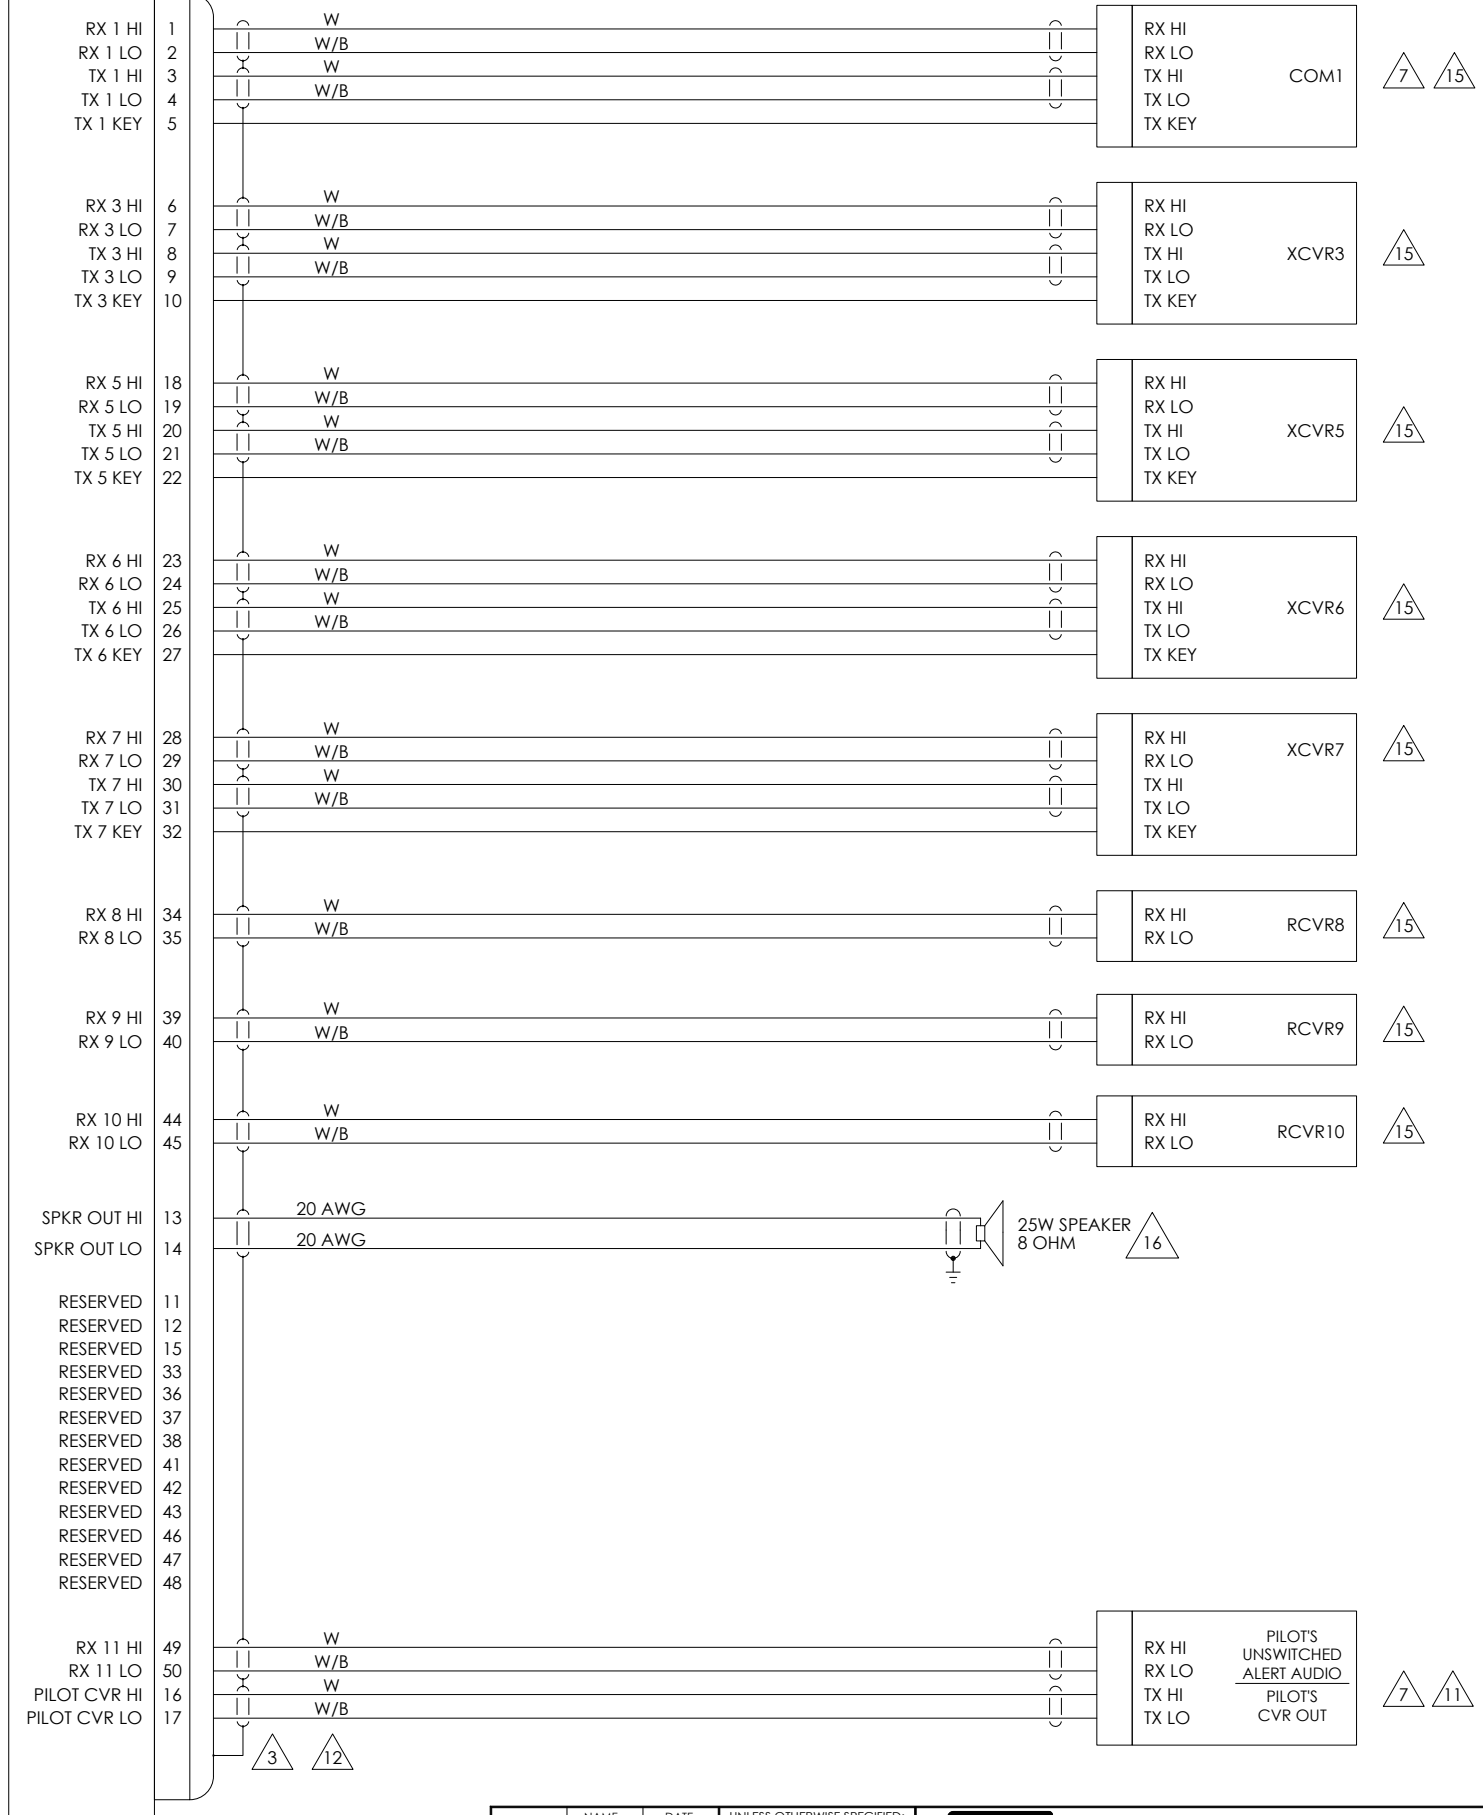 RX 1 HI 1 W RX HI
RX 1 LO 2 W/B RX LO
TX 1 HI 3 W TX HI COM1 7 15
TX 1 LO 4 W/B TX LO
TX 1 KEY 5 TX KEY
RX 3 HI 6 W RX HI
RX 3 LO 7 W/B RX LO
TX 3 HI 8 W TX HI XCVR3 15
TX 3 LO 9 W/B TX LO
TX 3 KEY 10 TX KEY
RX 5 HI 18 W RX HI
RX 5 LO 19 W/B RX LO
TX 5 HI 20 W TX HI XCVR5 15
TX 5 LO 21 W/B TX LO
TX 5 KEY 22 TX KEY
RX 6 HI 23 W RX HI
RX 6 LO 24 W/B RX LO
TX 6 HI 25 W TX HI XCVR6 15
TX 6 LO 26 W/B TX LO
TX 6 KEY 27 TX KEY
RX 7 HI 28 W RX HI
XCVR7 15
RX 7 LO 29 W/B RX LO
TX 7 HI 30 W TX HI
TX 7 LO 31 W/B TX LO
TX 7 KEY 32 TX KEY
RX 8 HI 34 W RX HI
RCVR8 15
RX 8 LO 35 W/B RX LO
RX 9 HI 39 W RX HI
RCVR9 15
RX 9 LO 40 W/B RX LO
RX 10 HI 44 W RX HI
RCVR10 15
RX 10 LO 45 W/B RX LO
SPKR OUT HI 13 20 AWG
25W SPEAKER
8 OHM 16
SPKR OUT LO 14 20 AWG
RESERVED 11
RESERVED 12
RESERVED 15
RESERVED 33
RESERVED 36
RESERVED 37
RESERVED 38
RESERVED 41
RESERVED 42
RESERVED 43
RESERVED 46
RESERVED 47
RESERVED 48
RX 11 HI 49 W RX HI
RX 11 LO 50 W/B RX LO
PILOT CVR HI 16 W TX HI
PILOT CVR LO 17 W/B TX LO
PILOT'S
UNSWITCHED
ALERT AUDIO
PILOT'S
CVR OUT
7 11
3 12
NAME DATE UNLESS OTHERWISE SPECIFIED: